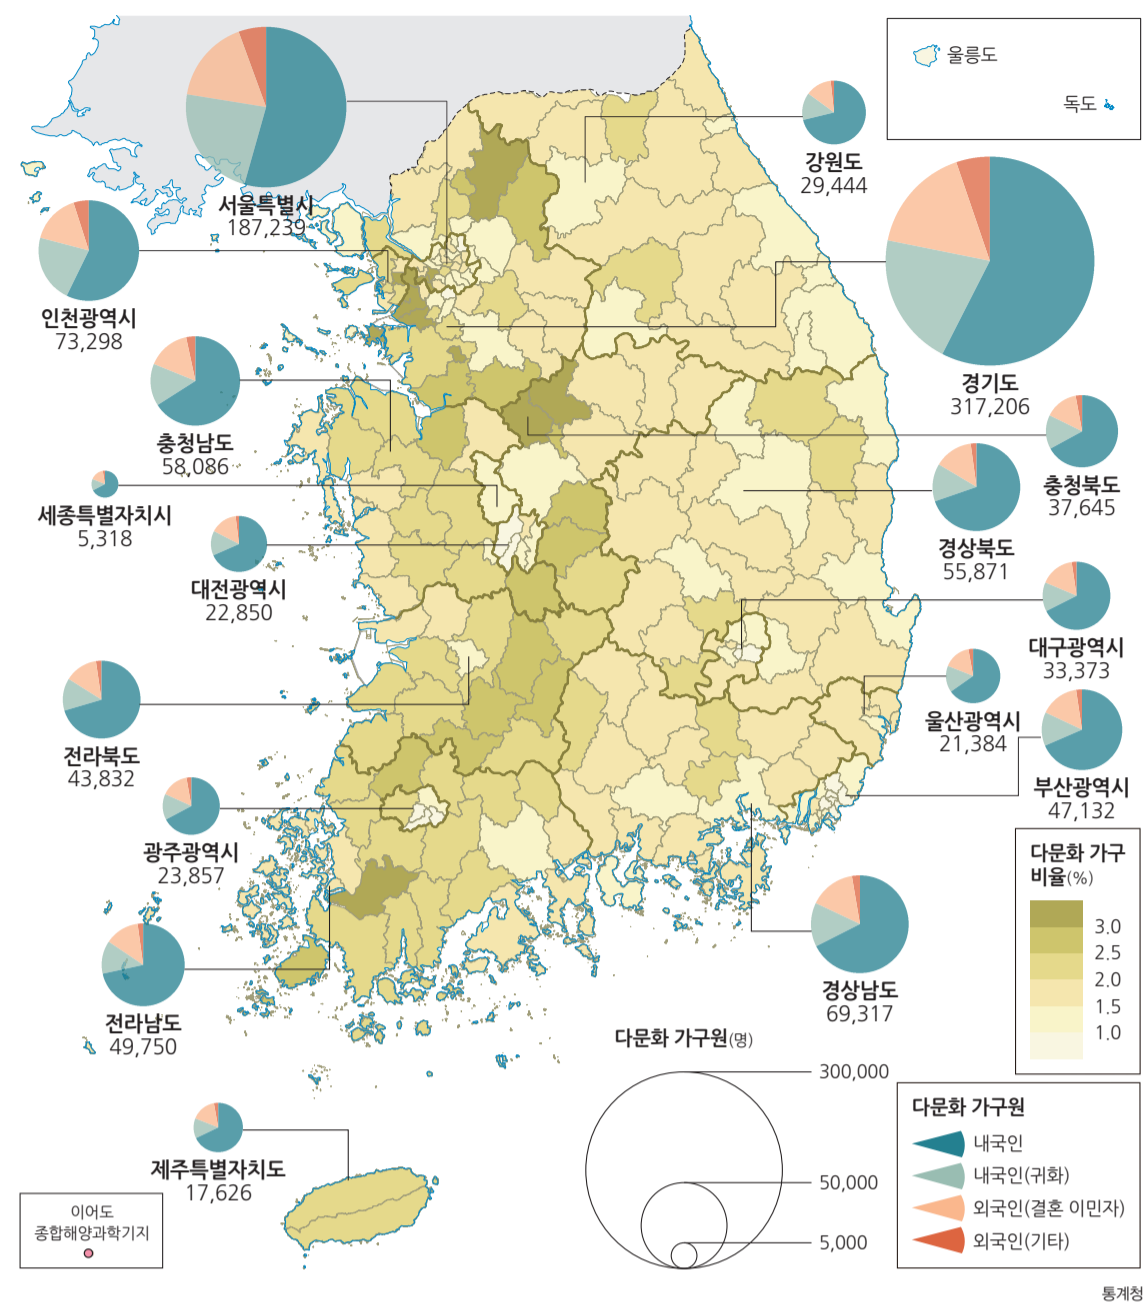 울릉도
독도
강원도
29,444
서울특별시
187,239
인천광역시
73,298
경기도
317,206
충청남도
58,086
충청북도
37,645
세종특별자치시
5,318
경상북도
55,871
대전광역시
22,850
대구광역시
33,373
전라북도
43,832
울산광역시
21,384
부산광역시
47,132
광주광역시
23,857
다문화 가구
비율(%)
3.0
2.5
2.0
1.5
1.0
경상남도
69,317
전라남도
49,750
다문화 가구원(명)
300,000
50,000
5,000
다문화 가구원
내국인
내국인(귀화)
외국인(결혼 이민자)
외국인(기타)
제주특별자치도
17,626
이어도
종합해양과학기지
통계청